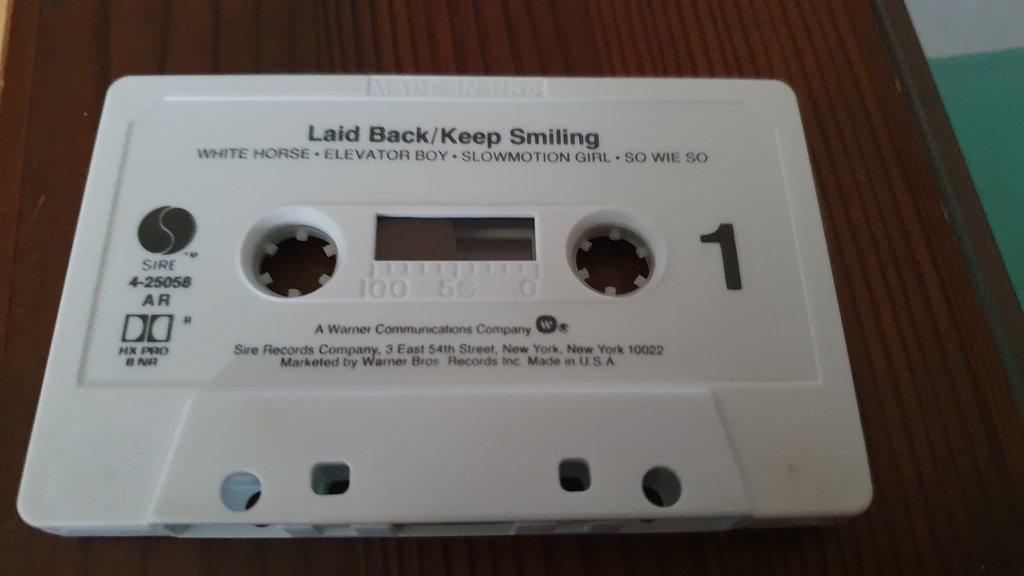 MADE IN USA
Laid Back/Keep Smiling
WHITE HORSE • ELEVATOR BOY • SLOWMOTION GIRL • SO WIE SO
SIRE
4-25058
AR
HX PRO
B NR
1
100 50 0
A Warner Communications Company W ®
Sire Records Company, 3 East 54th Street, New York, New York 10022
Marketed by Warner Bros. Records Inc. Made in U.S.A.